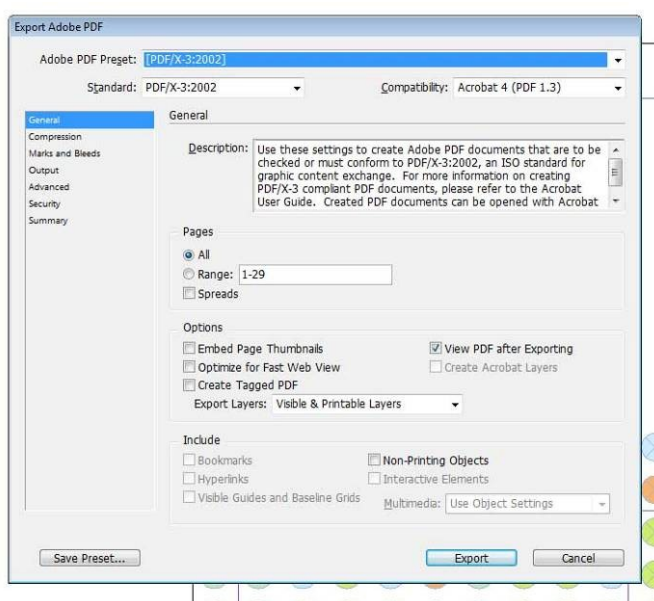 Export Adobe PDF
Adobe PDF Preset: [PDF/X-3:2002]
Standard: PDF/X-3:2002 Compatibility: Acrobat 4 (PDF 1.3)
General
Compression
Marks and Bleeds
Output
Advanced
Security
Summary
General
Description: Use these settings to create Adobe PDF documents that are to be
checked or must conform to PDF/X-3:2002, an ISO standard for
graphic content exchange. For more information on creating
PDF/X-3 compliant PDF documents, please refer to the Acrobat
User Guide. Created PDF documents can be opened with Acrobat
Pages
All
Range: 1-29
Spreads
Options
Embed Page Thumbnails View PDF after Exporting
Optimize for Fast Web View Create Acrobat Layers
Create Tagged PDF
Export Layers: Visible & Printable Layers
Include
Bookmarks Non-Printing Objects
Hyperlinks Interactive Elements
Visible Guides and Baseline Grids Multimedia: Use Object Settings
Save Preset... Export Cancel